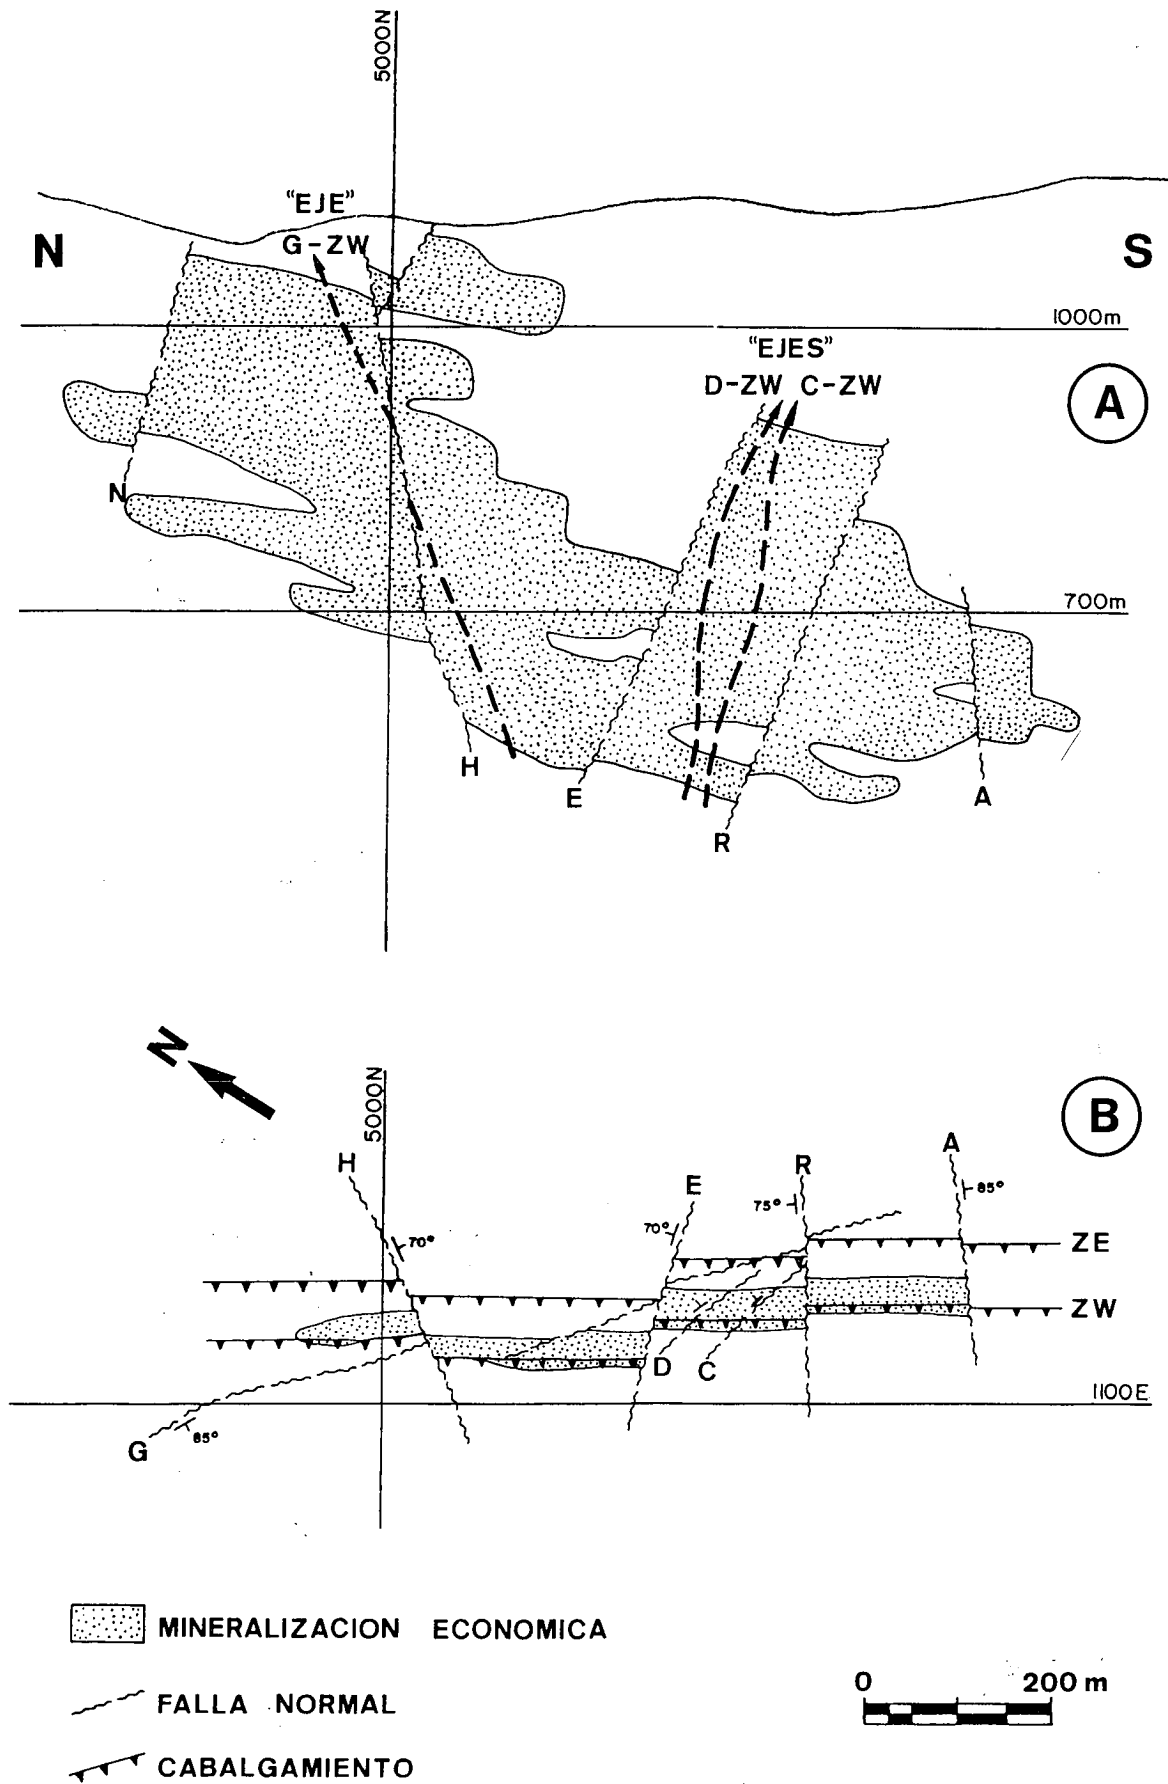 5000N
"EJE"
G-ZW
N
S
1000m
"EJES"
D-ZW C-ZW
A
N
700m
H
E
A
R
N
5000N
B
H
A
R
E
85°
75°
70°
70°
ZE
ZW
D
C
1100E
G
85°
MINERALIZACION ECONOMICA
FALLA NORMAL
CABALGAMIENTO
0 200 m